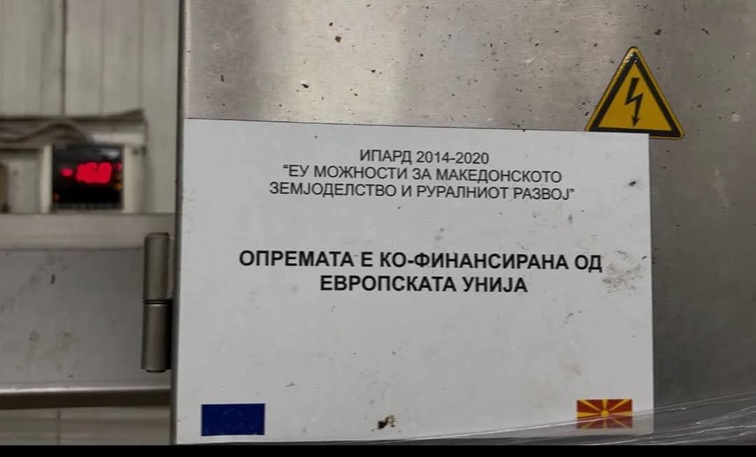 ИПАРД 2014-2020
"ЕУ МОЖНОСТИ ЗА МАКЕДОНСКОТО
ЗЕМЈОДЕЛСТВО И РУРАЛНИОТ РАЗВОЈ"
ОПРЕМАТА Е КО-ФИНАНСИРАНА ОД
ЕВРОПСКАТА УНИЈА